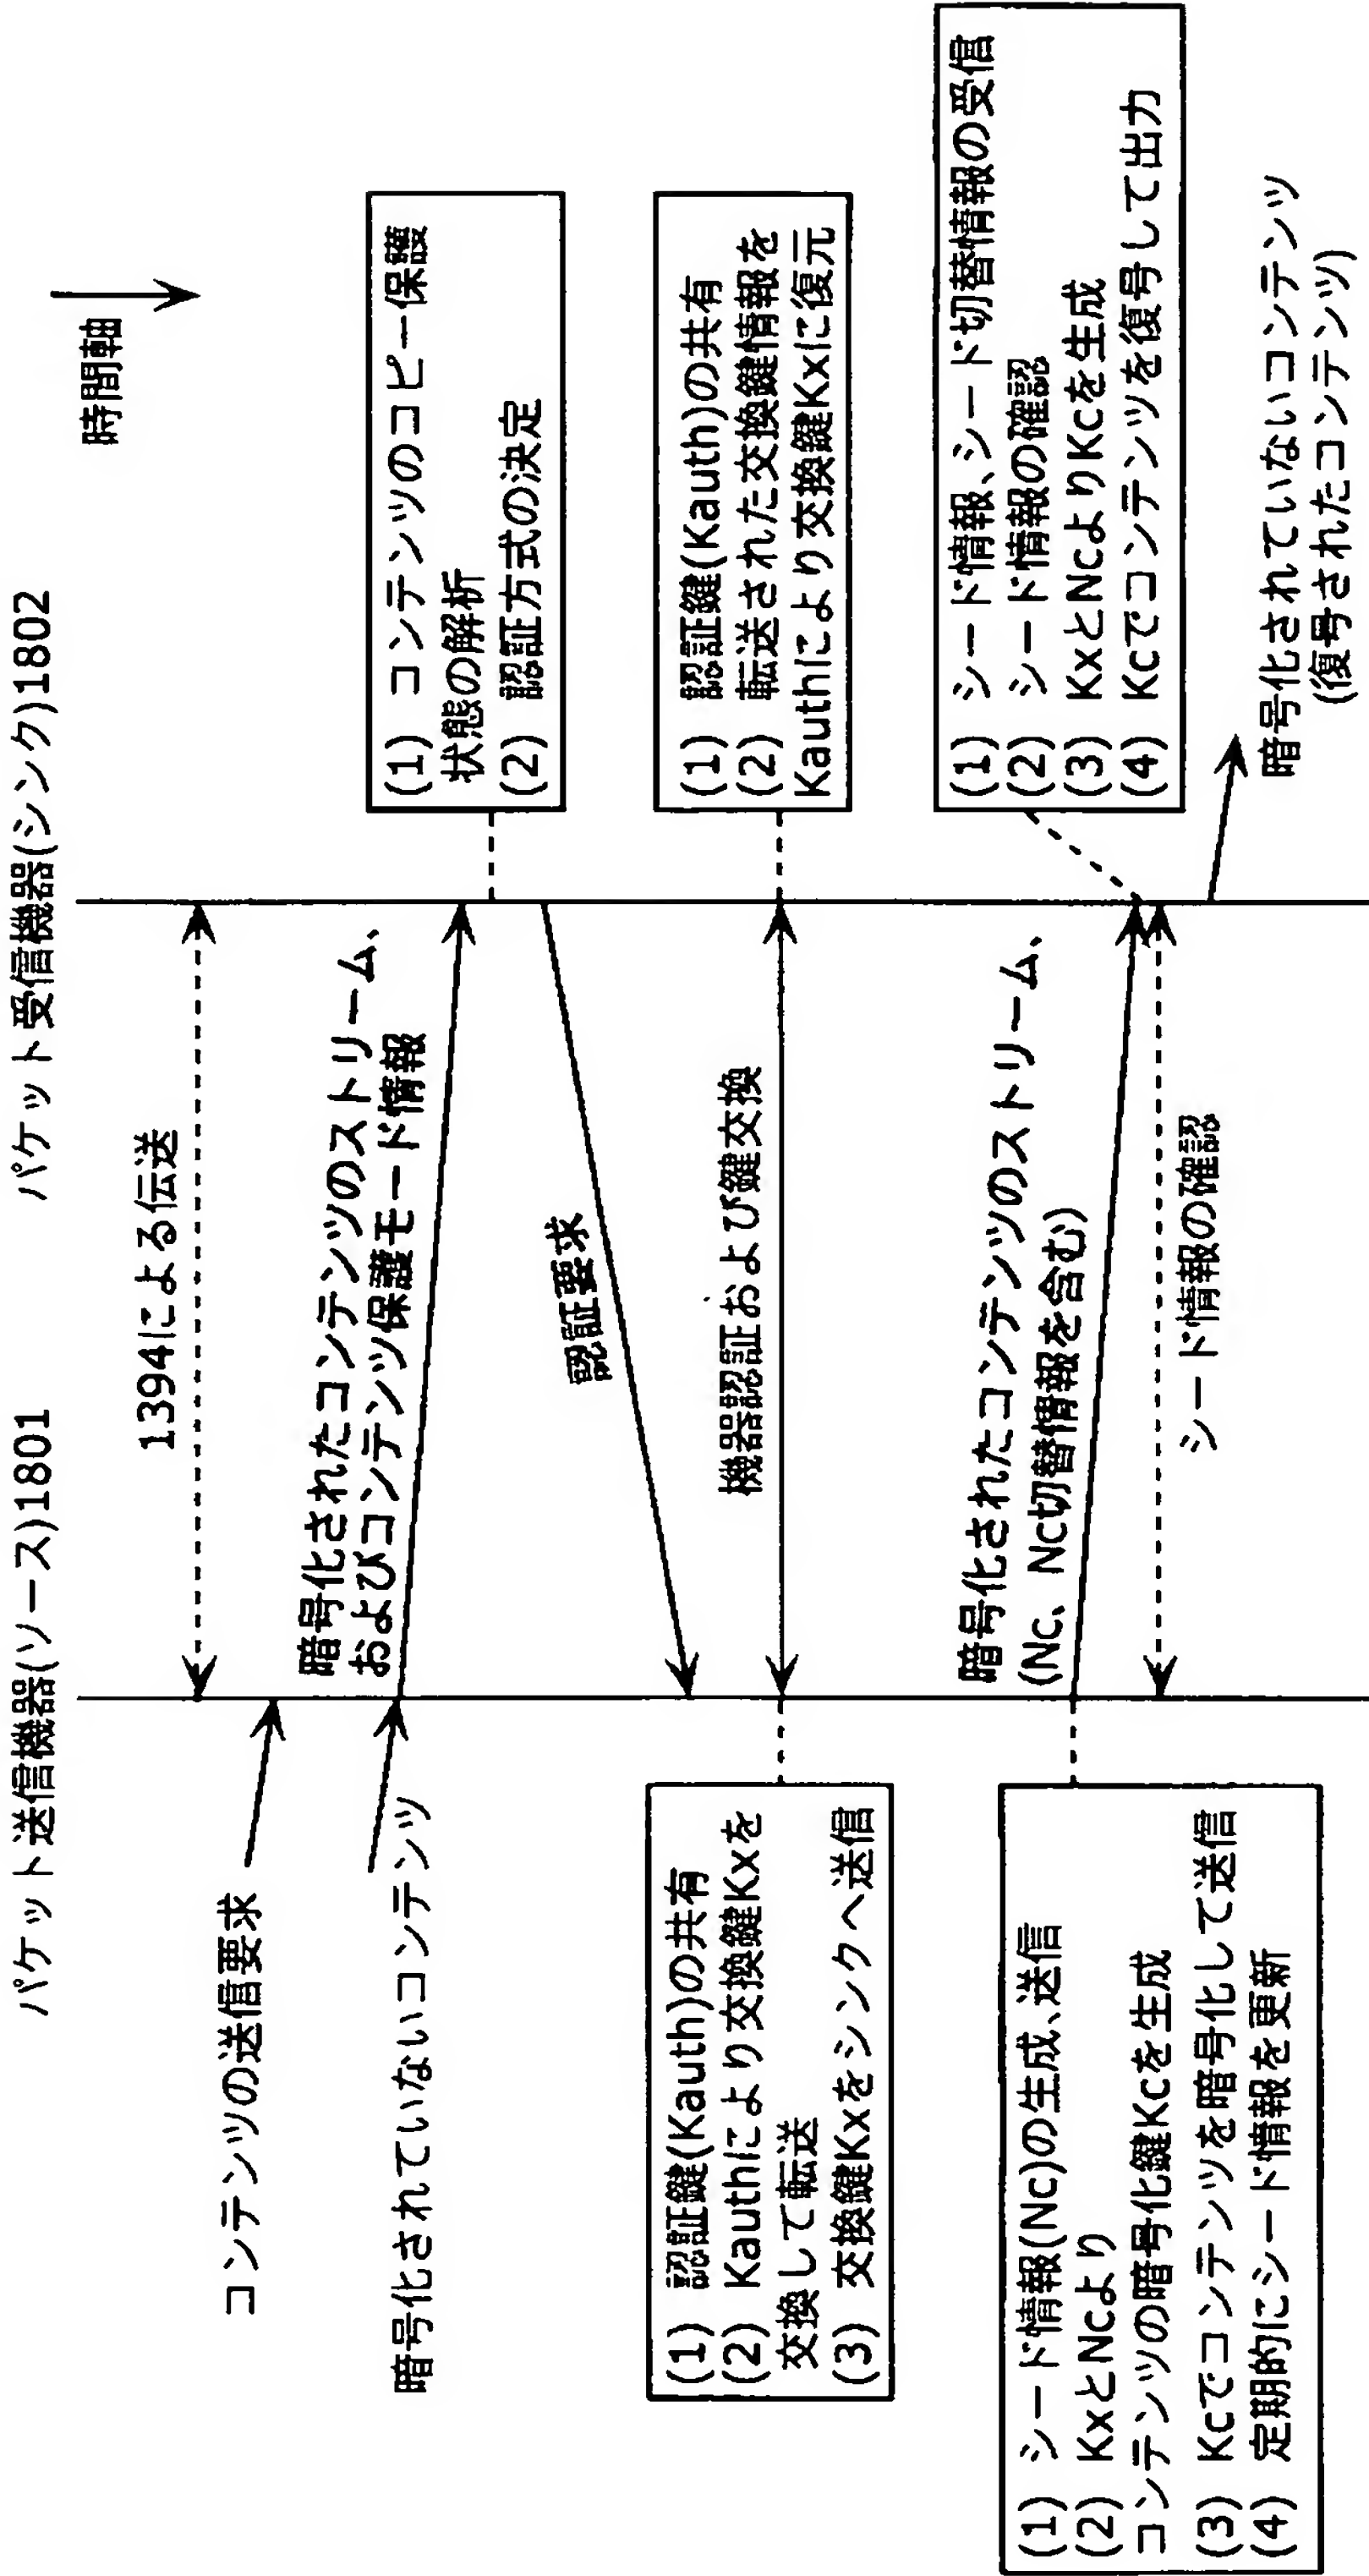 パケット送信機器(ソース)1801
パケット受信機器(シンク)1802
時間軸
1394による伝送
コンテンツの送信要求
暗号化されていないコンテンツ
暗号化されたコンテンツのストリーム、
およびコンテンツ保護モード情報
(1) コンテンツのコピー保護
状態の解析
(2) 認証方式の決定
認証要求
(1) 認証鍵(Kauth)の共有
(2) Kauthにより交換鍵Kxを
交換して転送
(3) 交換鍵Kxをシンクへ送信
機器認証および鍵交換
(1) 認証鍵(Kauth)の共有
(2) 転送された交換鍵情報を
Kauthにより交換鍵Kxに復元
(1) シード情報(Nc)の生成、送信
(2) KxとNcより
コンテンツの暗号化鍵Kcを生成
(3) Kcでコンテンツを暗号化して送信
(4) 定期的にシード情報を更新
暗号化されたコンテンツのストリーム、
(Nc、Nc切替情報を含む)
シード情報の確認
(1) シード情報、シード切替情報の受信
(2) シード情報の確認
(3) KxとNcよりKcを生成
(4) Kcでコンテンツを復号して出力
暗号化されていないコンテンツ
(復号されたコンテンツ)